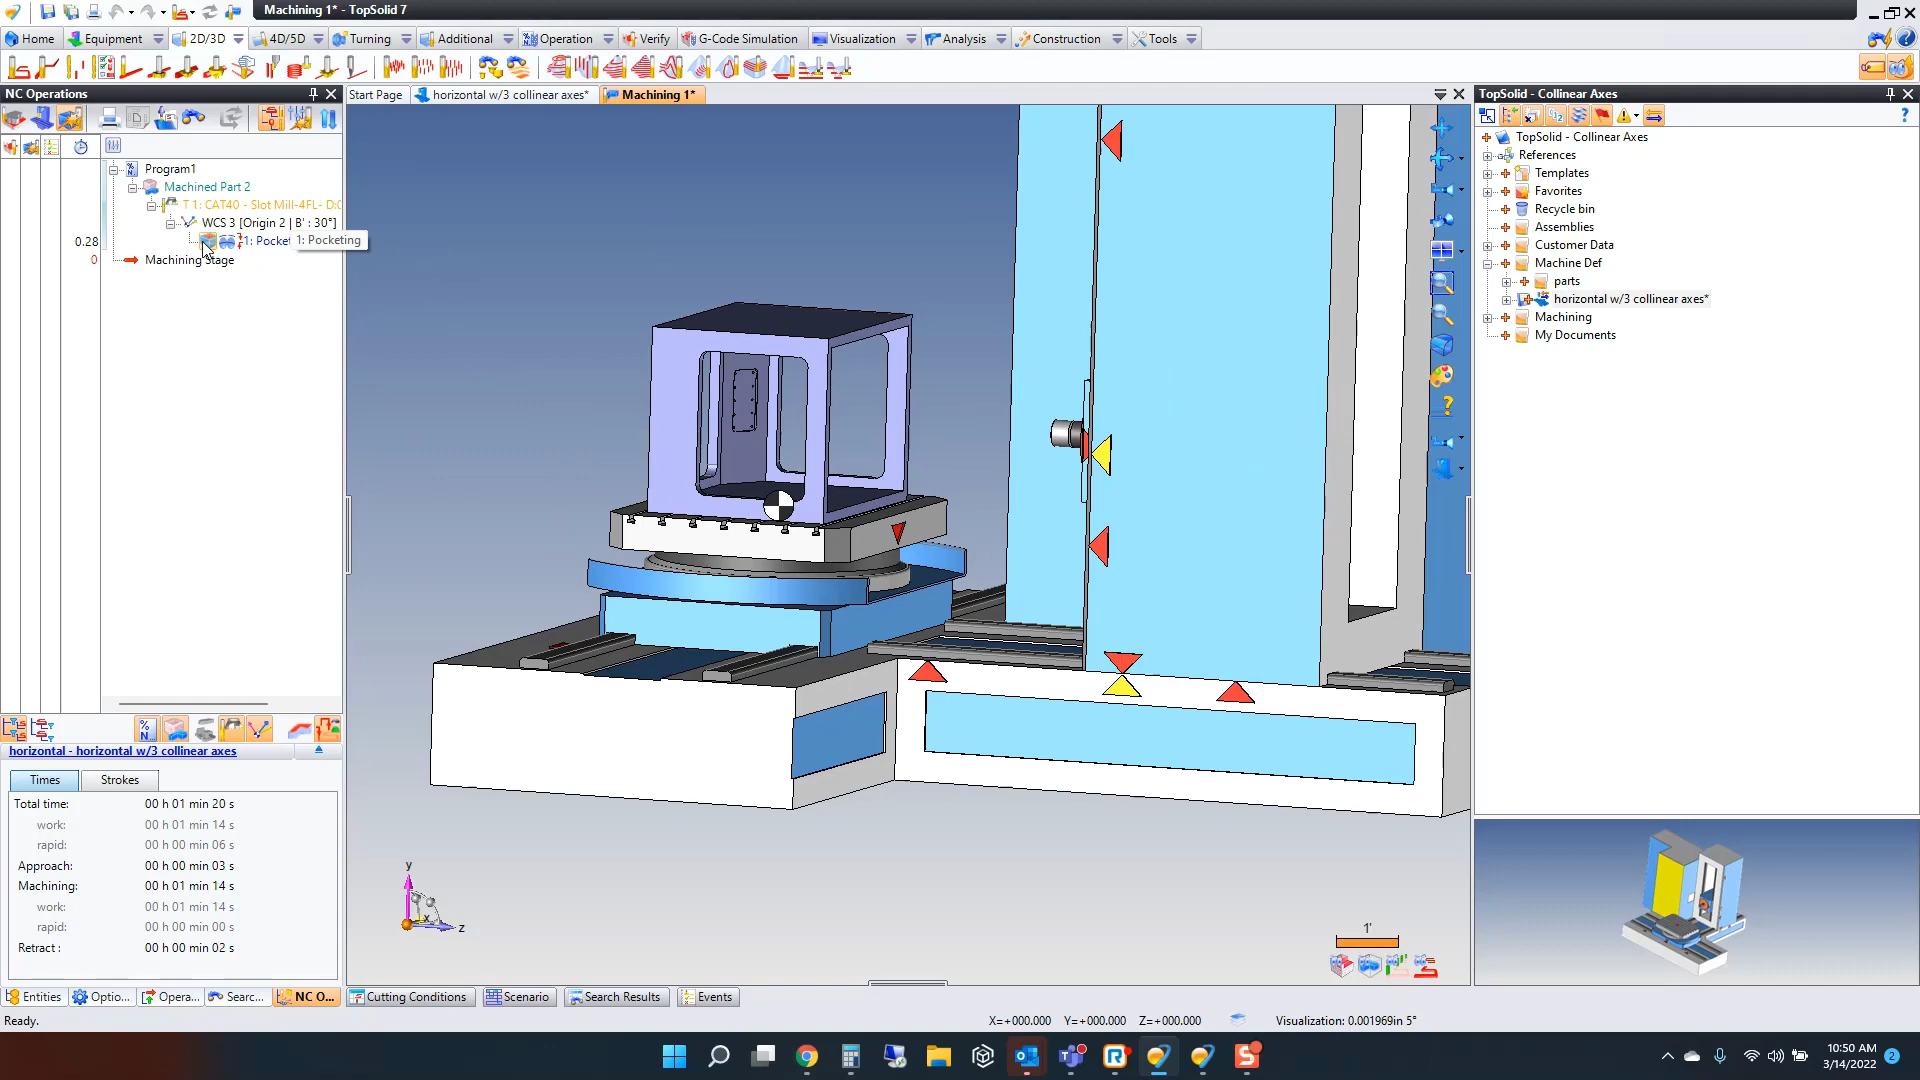 Machining 1* - TopSolid 7
Home
Equipment
2D/3D
4D/5D
Turning
Additional
Operation
Verify
G-Code Simulation
Visualization
Analysis
Construction
Tools
NC Operations
Start Page
horizontal w/3 collinear axes*
Machining 1*
TopSolid - Collinear Axes
Program1
Machined Part 2
T 1: CAT40 - Slot Mill-4FL- D:0
WCS 3 [Origin 2 | B' : 30°]
0.28
1: Pocket
1: Pocketing
0
Machining Stage
TopSolid - Collinear Axes
References
Templates
Favorites
Recycle bin
Assemblies
Customer Data
Machine Def
parts
horizontal w/3 collinear axes*
Machining
My Documents
horizontal - horizontal w/3 collinear axes
Times
Strokes
Total time: 00 h 01 min 20 s
work: 00 h 01 min 14 s
rapid: 00 h 00 min 06 s
Approach: 00 h 00 min 03 s
Machining: 00 h 01 min 14 s
work: 00 h 01 min 14 s
rapid: 00 h 00 min 00 s
Retract : 00 h 00 min 02 s
y
x
z
1'
Entities
Optio...
Opera...
Searc...
NC O...
Cutting Conditions
Scenario
Search Results
Events
Ready.
X=+000.000 Y=+000.000 Z=+000.000
Visualization: 0.001969in 5°
10:50 AM
3/14/2022
2